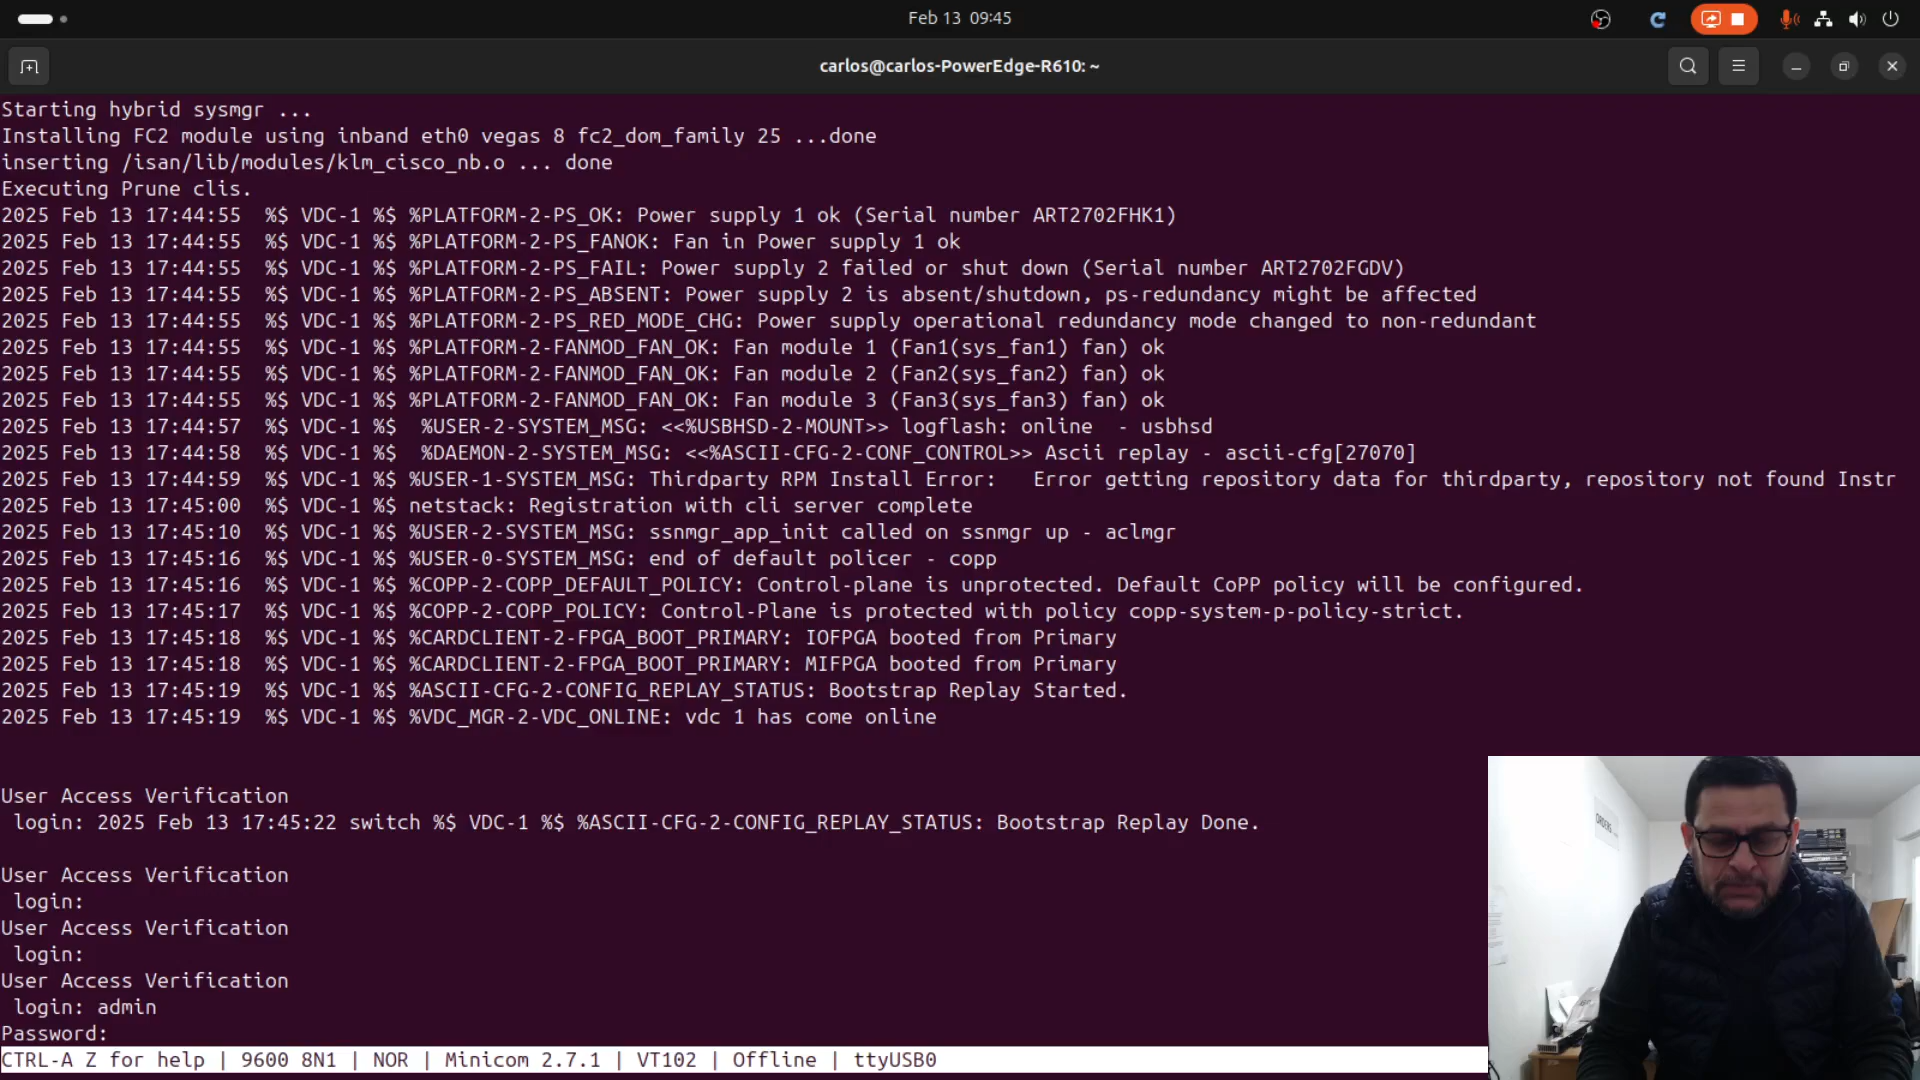 Feb 13 09:45
carlos@carlos-PowerEdge-R610: ~
Starting hybrid sysmgr ...
Installing FC2 module using inband eth0 vegas 8 fc2_dom_family 25 ...done
inserting /isan/lib/modules/klm_cisco_nb.o ... done
Executing Prune clis.
2025 Feb 13 17:44:55  %$ VDC-1 %$ %PLATFORM-2-PS_OK: Power supply 1 ok (Serial number ART2702FHK1)
2025 Feb 13 17:44:55  %$ VDC-1 %$ %PLATFORM-2-PS_FANOK: Fan in Power supply 1 ok
2025 Feb 13 17:44:55  %$ VDC-1 %$ %PLATFORM-2-PS_FAIL: Power supply 2 failed or shut down (Serial number ART2702FGDV)
2025 Feb 13 17:44:55  %$ VDC-1 %$ %PLATFORM-2-PS_ABSENT: Power supply 2 is absent/shutdown, ps-redundancy might be affected
2025 Feb 13 17:44:55  %$ VDC-1 %$ %PLATFORM-2-PS_RED_MODE_CHG: Power supply operational redundancy mode changed to non-redundant
2025 Feb 13 17:44:55  %$ VDC-1 %$ %PLATFORM-2-FANMOD_FAN_OK: Fan module 1 (Fan1(sys_fan1) fan) ok
2025 Feb 13 17:44:55  %$ VDC-1 %$ %PLATFORM-2-FANMOD_FAN_OK: Fan module 2 (Fan2(sys_fan2) fan) ok
2025 Feb 13 17:44:55  %$ VDC-1 %$ %PLATFORM-2-FANMOD_FAN_OK: Fan module 3 (Fan3(sys_fan3) fan) ok
2025 Feb 13 17:44:57  %$ VDC-1 %$  %USER-2-SYSTEM_MSG: <<%USBHSD-2-MOUNT>> logflash: online  - usbhsd
2025 Feb 13 17:44:58  %$ VDC-1 %$  %DAEMON-2-SYSTEM_MSG: <<%ASCII-CFG-2-CONF_CONTROL>> Ascii replay - ascii-cfg[27070]
2025 Feb 13 17:44:59  %$ VDC-1 %$ %USER-1-SYSTEM_MSG: Thirdparty RPM Install Error:   Error getting repository data for thirdparty, repository not found Instr
2025 Feb 13 17:45:00  %$ VDC-1 %$ netstack: Registration with cli server complete
2025 Feb 13 17:45:10  %$ VDC-1 %$ %USER-2-SYSTEM_MSG: ssnmgr_app_init called on ssnmgr up - aclmgr
2025 Feb 13 17:45:16  %$ VDC-1 %$ %USER-0-SYSTEM_MSG: end of default policer - copp
2025 Feb 13 17:45:16  %$ VDC-1 %$ %COPP-2-COPP_DEFAULT_POLICY: Control-plane is unprotected. Default CoPP policy will be configured.
2025 Feb 13 17:45:17  %$ VDC-1 %$ %COPP-2-COPP_POLICY: Control-Plane is protected with policy copp-system-p-policy-strict.
2025 Feb 13 17:45:18  %$ VDC-1 %$ %CARDCLIENT-2-FPGA_BOOT_PRIMARY: IOFPGA booted from Primary
2025 Feb 13 17:45:18  %$ VDC-1 %$ %CARDCLIENT-2-FPGA_BOOT_PRIMARY: MIFPGA booted from Primary
2025 Feb 13 17:45:19  %$ VDC-1 %$ %ASCII-CFG-2-CONFIG_REPLAY_STATUS: Bootstrap Replay Started.
2025 Feb 13 17:45:19  %$ VDC-1 %$ %VDC_MGR-2-VDC_ONLINE: vdc 1 has come online
User Access Verification
login: 2025 Feb 13 17:45:22 switch %$ VDC-1 %$ %ASCII-CFG-2-CONFIG_REPLAY_STATUS: Bootstrap Replay Done.
User Access Verification
login:
User Access Verification
login:
User Access Verification
login: admin
Password:
CTRL-A Z for help | 9600 8N1 | NOR | Minicom 2.7.1 | VT102 | Offline | ttyUSB0